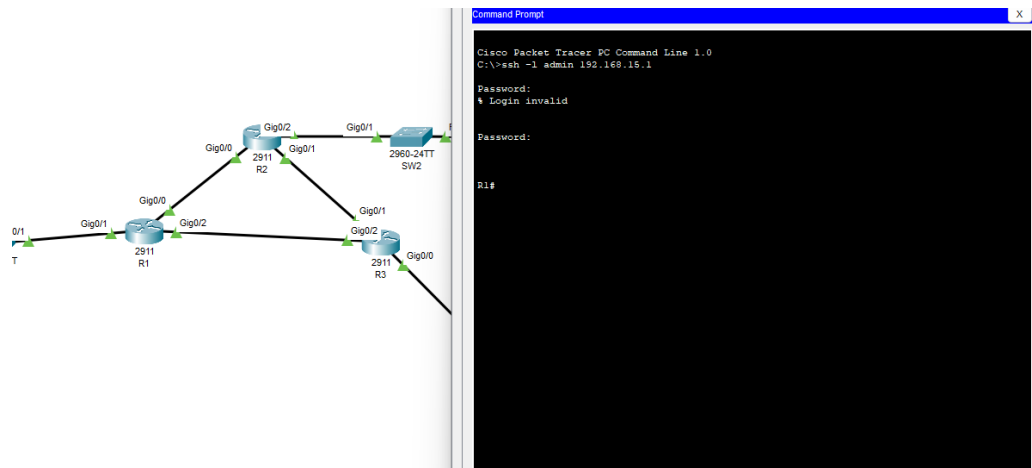 Command Prompt
X
Cisco Packet Tracer PC Command Line 1.0
C:\>ssh -l admin 192.168.15.1
Password:
% Login invalid
Password:
R1#
Gig0/2
Gig0/1
F
Gig0/0
2911
R2
Gig0/1
2960-24TT
SW2
Gig0/0
Gig0/1
0/1
Gig0/1
Gig0/2
Gig0/2
T
2911
R1
2911
R3
Gig0/0